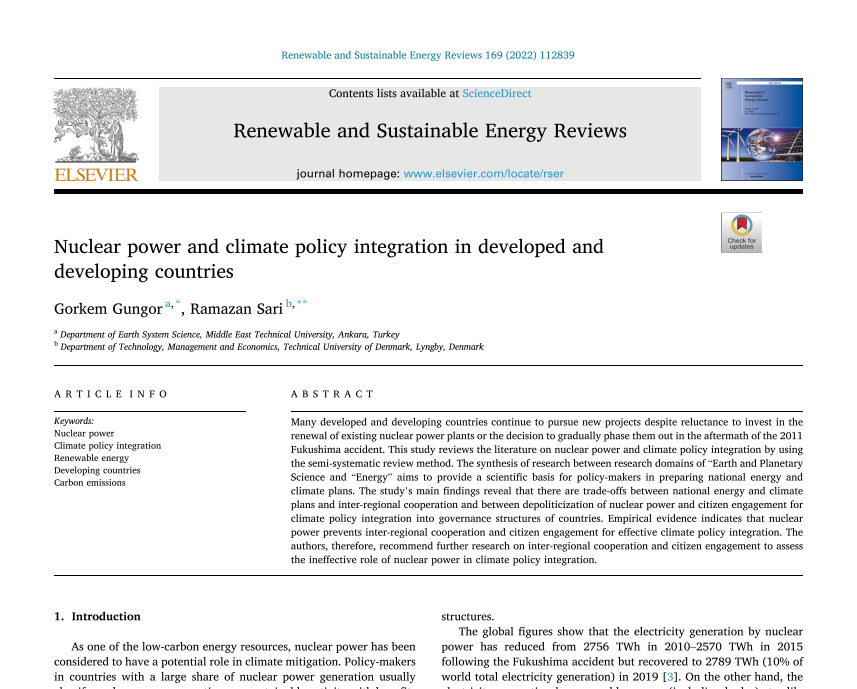 Renewable and Sustainable Energy Reviews 169 (2022) 112839
Contents lists available at ScienceDirect
Renewable and Sustainable Energy Reviews
journal homepage: www.elsevier.com/locate/rser
ELSEVIER
Check for
updates
Nuclear power and climate policy integration in developed and
developing countries
Gorkem Gungor a,*, Ramazan Sari b,**
a Department of Earth System Science, Middle East Technical University, Ankara, Turkey
b Department of Technology, Management and Economics, Technical University of Denmark, Lyngby, Denmark
ARTICLE INFO
Keywords:
Nuclear power
Climate policy integration
Renewable energy
Developing countries
Carbon emissions
ABSTRACT
Many developed and developing countries continue to pursue new projects despite reluctance to invest in the
renewal of existing nuclear power plants or the decision to gradually phase them out in the aftermath of the 2011
Fukushima accident. This study reviews the literature on nuclear power and climate policy integration by using
the semi-systematic review method. The synthesis of research between research domains of “Earth and Planetary
Science and “Energy” aims to provide a scientific basis for policy-makers in preparing national energy and
climate plans. The study's main findings reveal that there are trade-offs between national energy and climate
plans and inter-regional cooperation and between depoliticization of nuclear power and citizen engagement for
climate policy integration into governance structures of countries. Empirical evidence indicates that nuclear
power prevents inter-regional cooperation and citizen engagement for effective climate policy integration. The
authors, therefore, recommend further research on inter-regional cooperation and citizen engagement to assess
the ineffective role of nuclear power in climate policy integration.
1. Introduction
As one of the low-carbon energy resources, nuclear power has been
considered to have a potential role in climate mitigation. Policy-makers
in countries with a large share of nuclear power generation usually
structures.
The global figures show that the electricity generation by nuclear
power has reduced from 2756 TWh in 2010–2570 TWh in 2015
following the Fukushima accident but recovered to 2789 TWh (10% of
world total electricity generation) in 2019 [3]. On the other hand, the